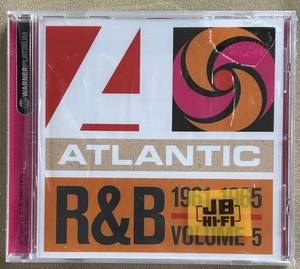 WARNER PLATINUM
A
ATLANTIC
R&B
1961-1965
VOLUME 5
JB
HI-FI